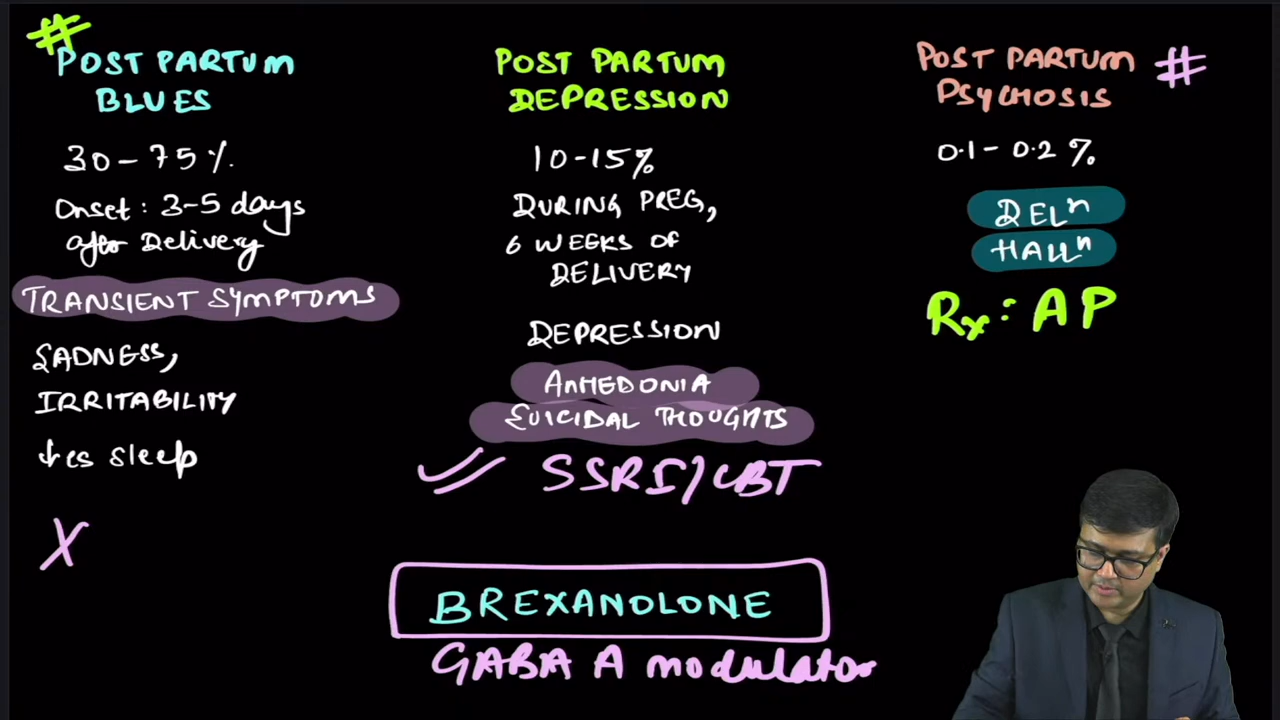 #
POST PARTUM
BLUES
30-75%.
Onset: 3-5 days
after Delivery
TRANSIENT SYMPTOMS
SADNESS,
IRRITABILITY
↓es sleep
X
POST PARTUM
DEPRESSION
10-15%
DURING PREG,
6 WEEKS OF
DELIVERY
DEPRESSION
ANHEDONIA
SUICIDAL THOUGHTS
✓ SSRI/CBT
BREXANOLONE
GABA A modulator
POST PARTUM #
PSYCHOSIS
0.1-0.2%
DELⁿ
HALLⁿ
Rx: AP